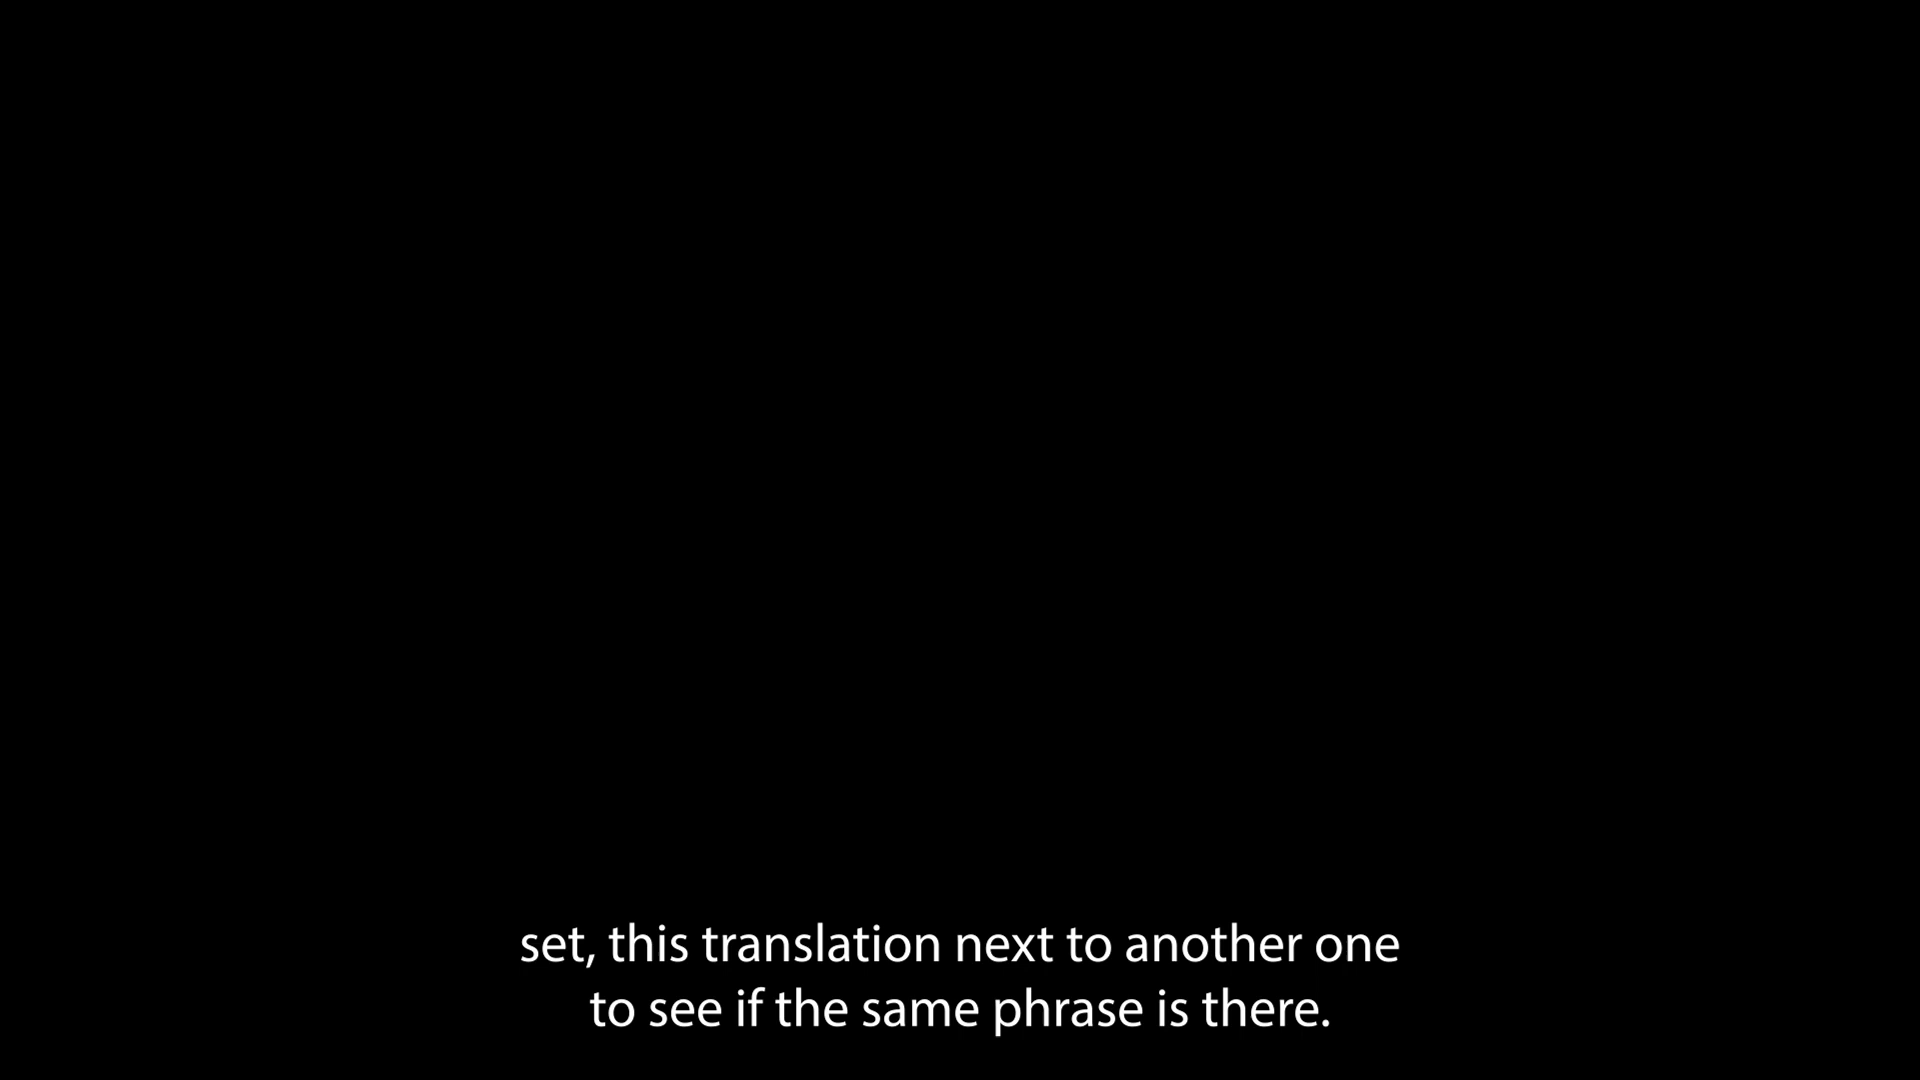 set, this translation next to another one
to see if the same phrase is there.